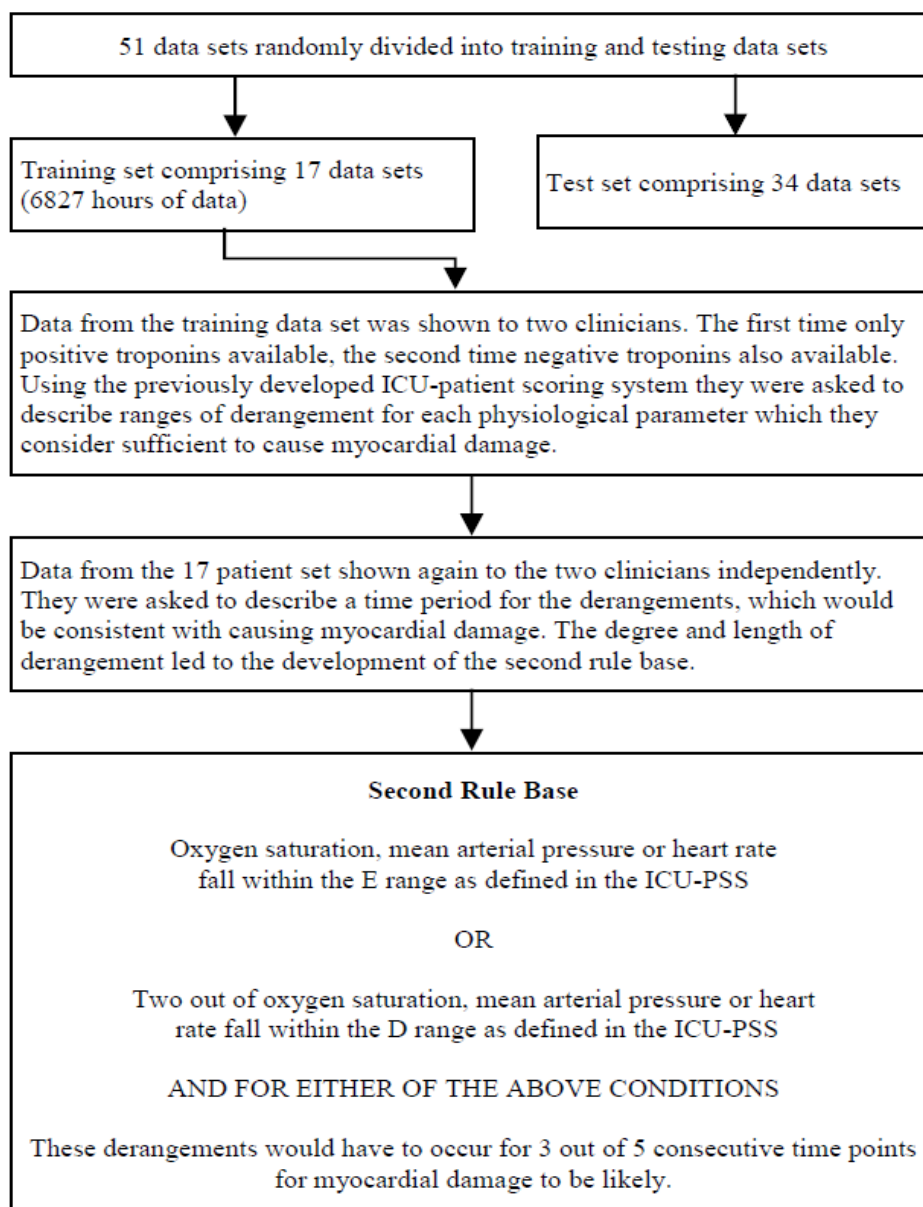 51 data sets randomly divided into training and testing data sets
Training set comprising 17 data sets
(6827 hours of data)
Test set comprising 34 data sets
Data from the training data set was shown to two clinicians. The first time only
positive troponins available, the second time negative troponins also available.
Using the previously developed ICU-patient scoring system they were asked to
describe ranges of derangement for each physiological parameter which they
consider sufficient to cause myocardial damage.
Data from the 17 patient set shown again to the two clinicians independently.
They were asked to describe a time period for the derangements, which would
be consistent with causing myocardial damage. The degree and length of
derangement led to the development of the second rule base.
Second Rule Base
Oxygen saturation, mean arterial pressure or heart rate
fall within the E range as defined in the ICU-PSS
OR
Two out of oxygen saturation, mean arterial pressure or heart
rate fall within the D range as defined in the ICU-PSS
AND FOR EITHER OF THE ABOVE CONDITIONS
These derangements would have to occur for 3 out of 5 consecutive time points
for myocardial damage to be likely.